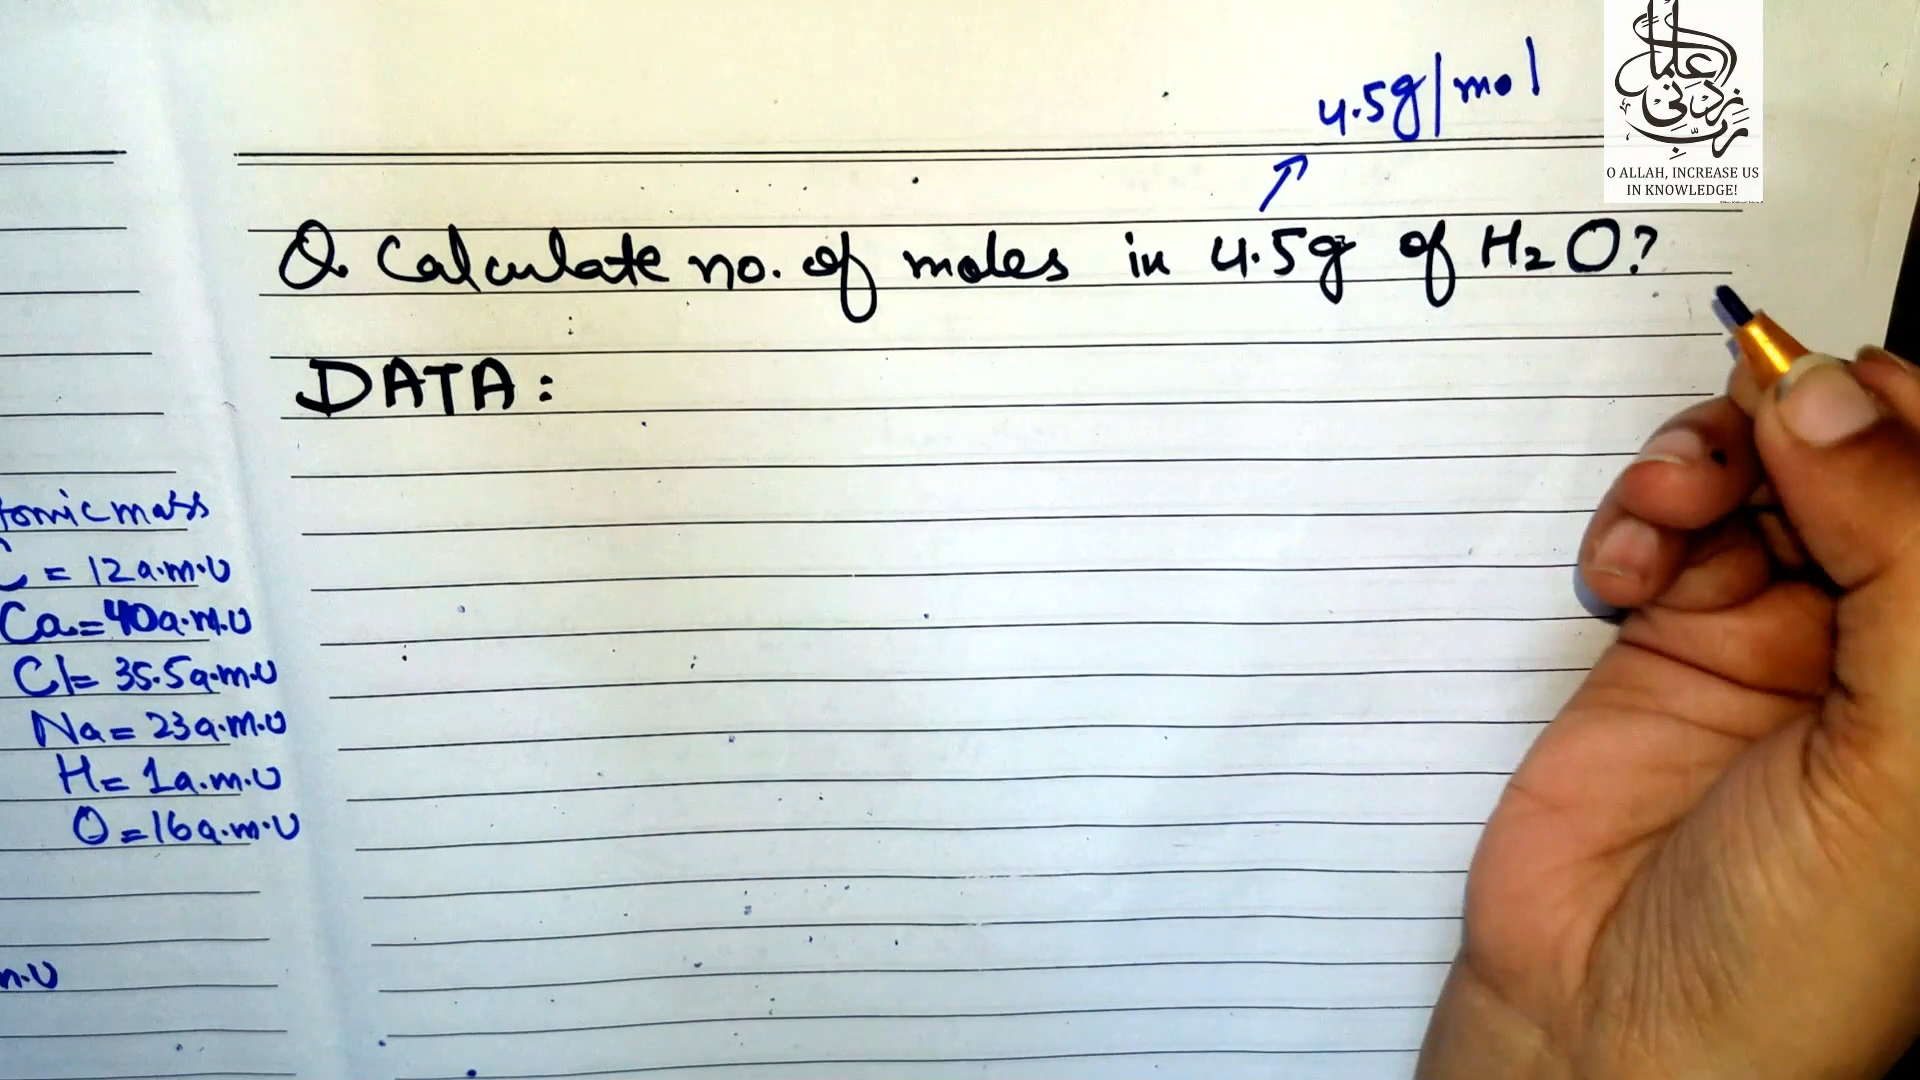 4.5g/mol
رَبِّ زِدْنِي عِلْمًا
O ALLAH, INCREASE US
IN KNOWLEDGE!
Q. Calculate no. of moles in 4.5g of H₂O?
DATA:
tomic mass
C = 12a.m.U
Ca = 40a.m.U
Cl = 35.5a.m.U
Na = 23a.m.U
H = 1a.m.U
O = 16a.m.U
m.U